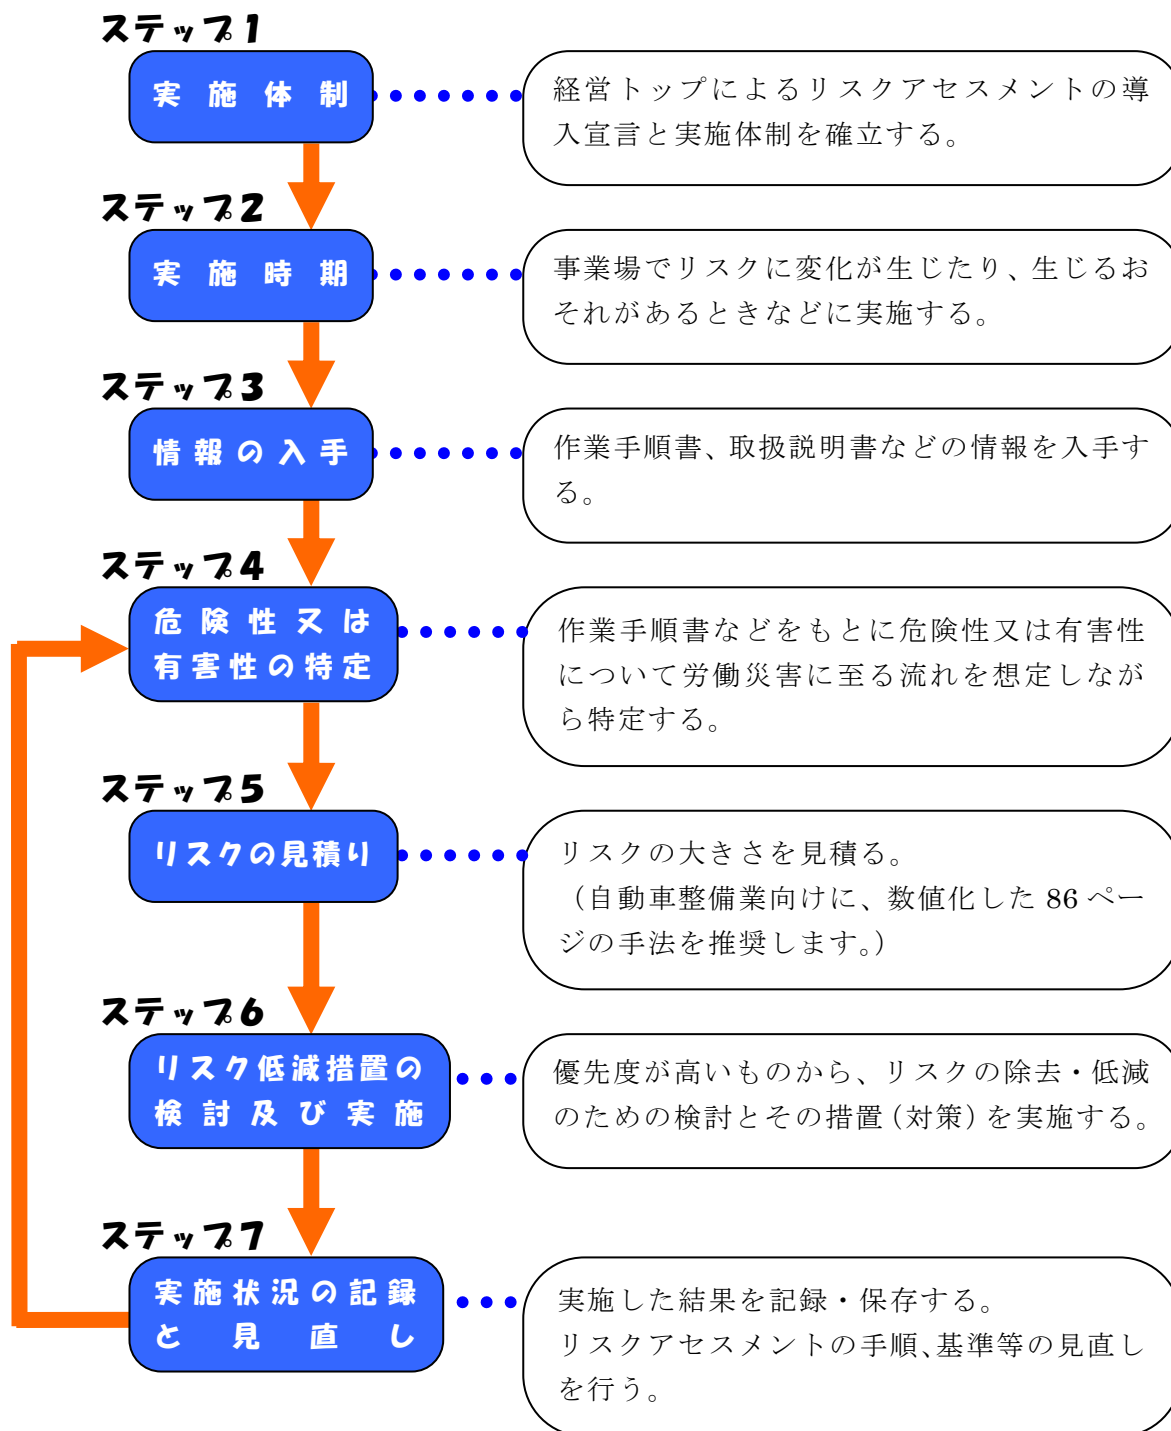 ステップ1
実施体制
経営トップによるリスクアセスメントの導
入宣言と実施体制を確立する。
ステップ2
実施時期
事業場でリスクに変化が生じたり、生じるお
それがあるときなどに実施する。
ステップ3
情報の入手
作業手順書、取扱説明書などの情報を入手す
る。
ステップ4
危険性又は
有害性の特定
作業手順書などをもとに危険性又は有害性
について労働災害に至る流れを想定しなが
ら特定する。
ステップ5
リスクの見積り
リスクの大きさを見積る。
（自動車整備業向けに、数値化した 86 ペー
ジの手法を推奨します。）
ステップ6
リスク低減措置の
検討及び実施
優先度が高いものから、リスクの除去・低減
のための検討とその措置（対策）を実施する。
ステップ7
実施状況の記録
と見直し
実施した結果を記録・保存する。
リスクアセスメントの手順、基準等の見直し
を行う。